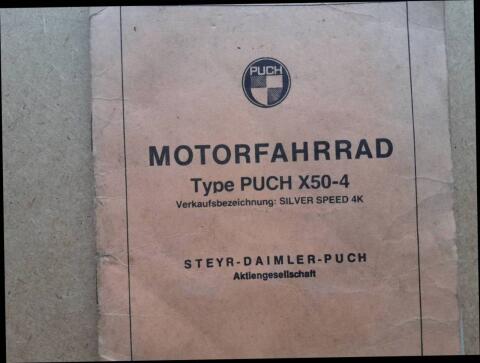 PUCH
MOTORFAHRRAD
Type PUCH X50-4
Verkaufsbezeichnung: SILVER SPEED 4K
STEYR-DAIMLER-PUCH
Aktiengesellschaft